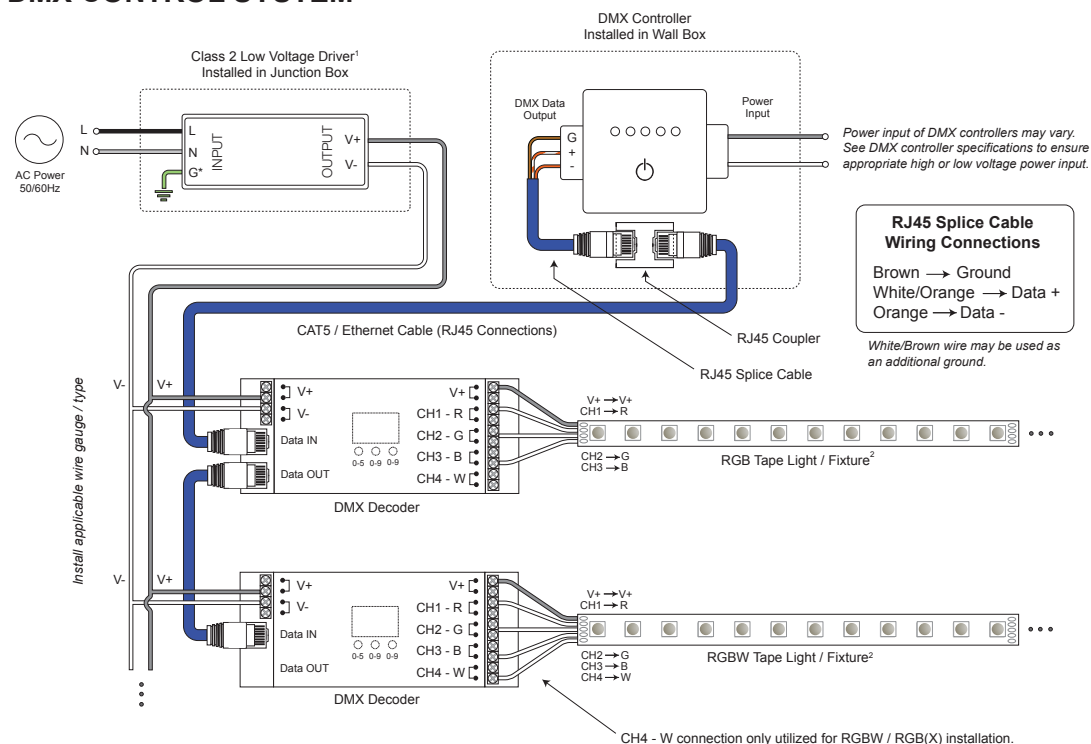 DMX CONTROL SYSTEM
DMX Controller
Installed in Wall Box
Class 2 Low Voltage Driver¹
Installed in Junction Box
DMX Data
Output
Power
Input
L
N
AC Power
50/60Hz
L
N
G*
INPUT
OUTPUT
V+
V-
G
+
-
Power input of DMX controllers may vary.
See DMX controller specifications to ensure
appropriate high or low voltage power input.
RJ45 Splice Cable
Wiring Connections
Brown → Ground
White/Orange → Data +
Orange → Data -
White/Brown wire may be used as
an additional ground.
CAT5 / Ethernet Cable (RJ45 Connections)
RJ45 Coupler
RJ45 Splice Cable
Install applicable wire gauge / type
V-
V+
V+
V-
Data IN
Data OUT
0-5 0-9 0-9
V+
CH1 - R
CH2 - G
CH3 - B
CH4 - W
DMX Decoder
V+ → V+
CH1 → R
CH2 → G
CH3 → B
RGB Tape Light / Fixture²
V-
V+
V+
V-
Data IN
Data OUT
0-5 0-9 0-9
V+
CH1 - R
CH2 - G
CH3 - B
CH4 - W
DMX Decoder
V+ → V+
CH1 → R
CH2 → G
CH3 → B
CH4 → W
RGBW Tape Light / Fixture²
CH4 - W connection only utilized for RGBW / RGB(X) installation.